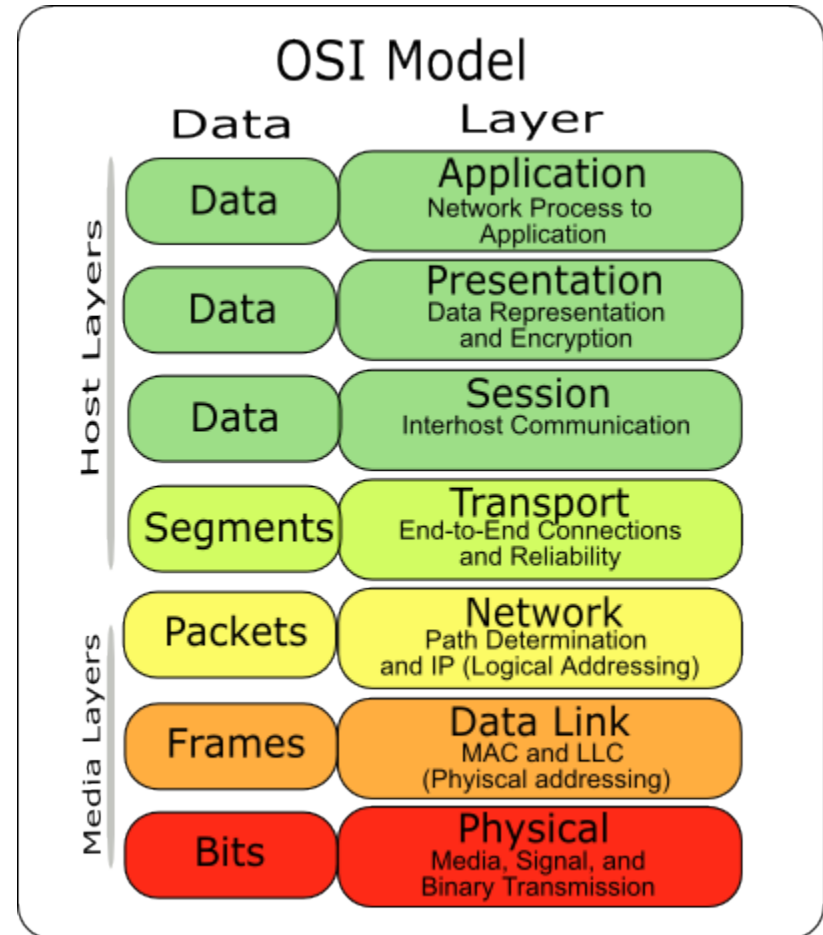 OSI Model
Data
Layer
Host Layers
Data
Application
Network Process to
Application
Data
Presentation
Data Representation
and Encryption
Data
Session
Interhost Communication
Segments
Transport
End-to-End Connections
and Reliability
Media Layers
Packets
Network
Path Determination
and IP (Logical Addressing)
Frames
Data Link
MAC and LLC
(Phyiscal addressing)
Bits
Physical
Media, Signal, and
Binary Transmission